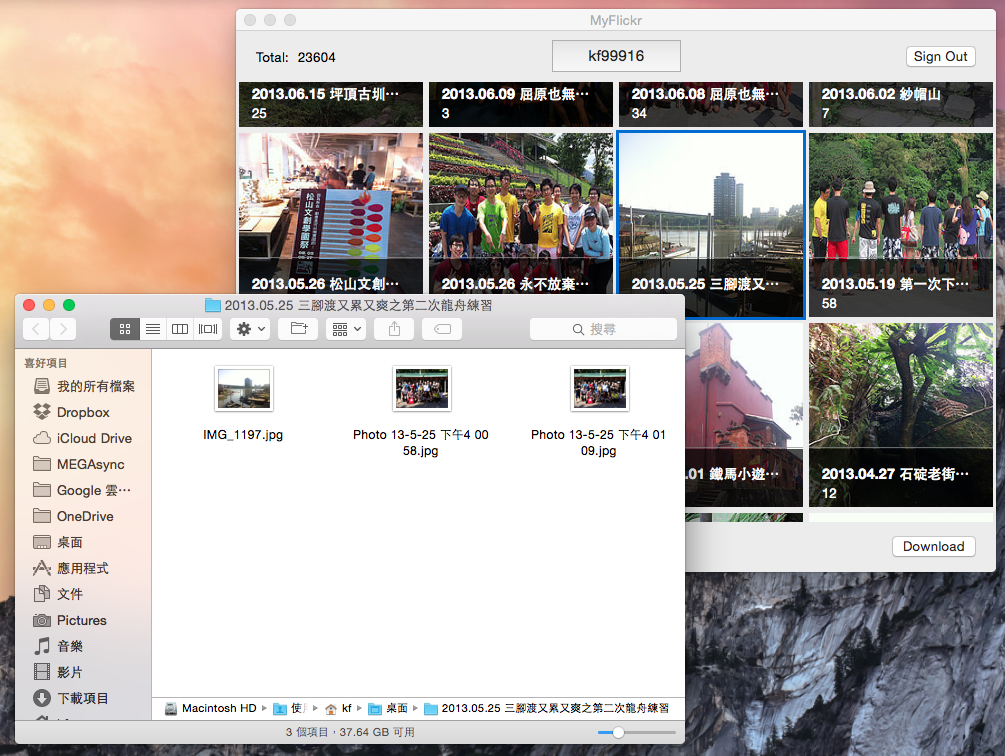 MyFlickr
Total: 23604
kf99916
Sign Out
2013.06.15 坪頂古圳…
25
2013.06.09 屈原也無…
3
2013.06.08 屈原也無…
34
2013.06.02 紗帽山
7
松山文創學園祭
2013.05.26 松山文創…
2013.05.26 永不放棄…
2013.05.25 三腳渡又…
2013.05.19 第一次下…
58
.01 鐵馬小遊…
2013.04.27 石碇老街…
12
Download
2013.05.25 三腳渡又累又爽之第二次龍舟練習
搜尋
喜好項目
我的所有檔案
Dropbox
iCloud Drive
MEGAsync
Google 雲…
OneDrive
桌面
應用程式
文件
Pictures
音樂
影片
下載項目
IMG_1197.jpg
Photo 13-5-25 下午4 00
58.jpg
Photo 13-5-25 下午4 01
09.jpg
Macintosh HD ▸ 使 ▸ kf ▸ 桌面 ▸ 2013.05.25 三腳渡又累又爽之第二次龍舟練習
3 個項目，37.64 GB 可用